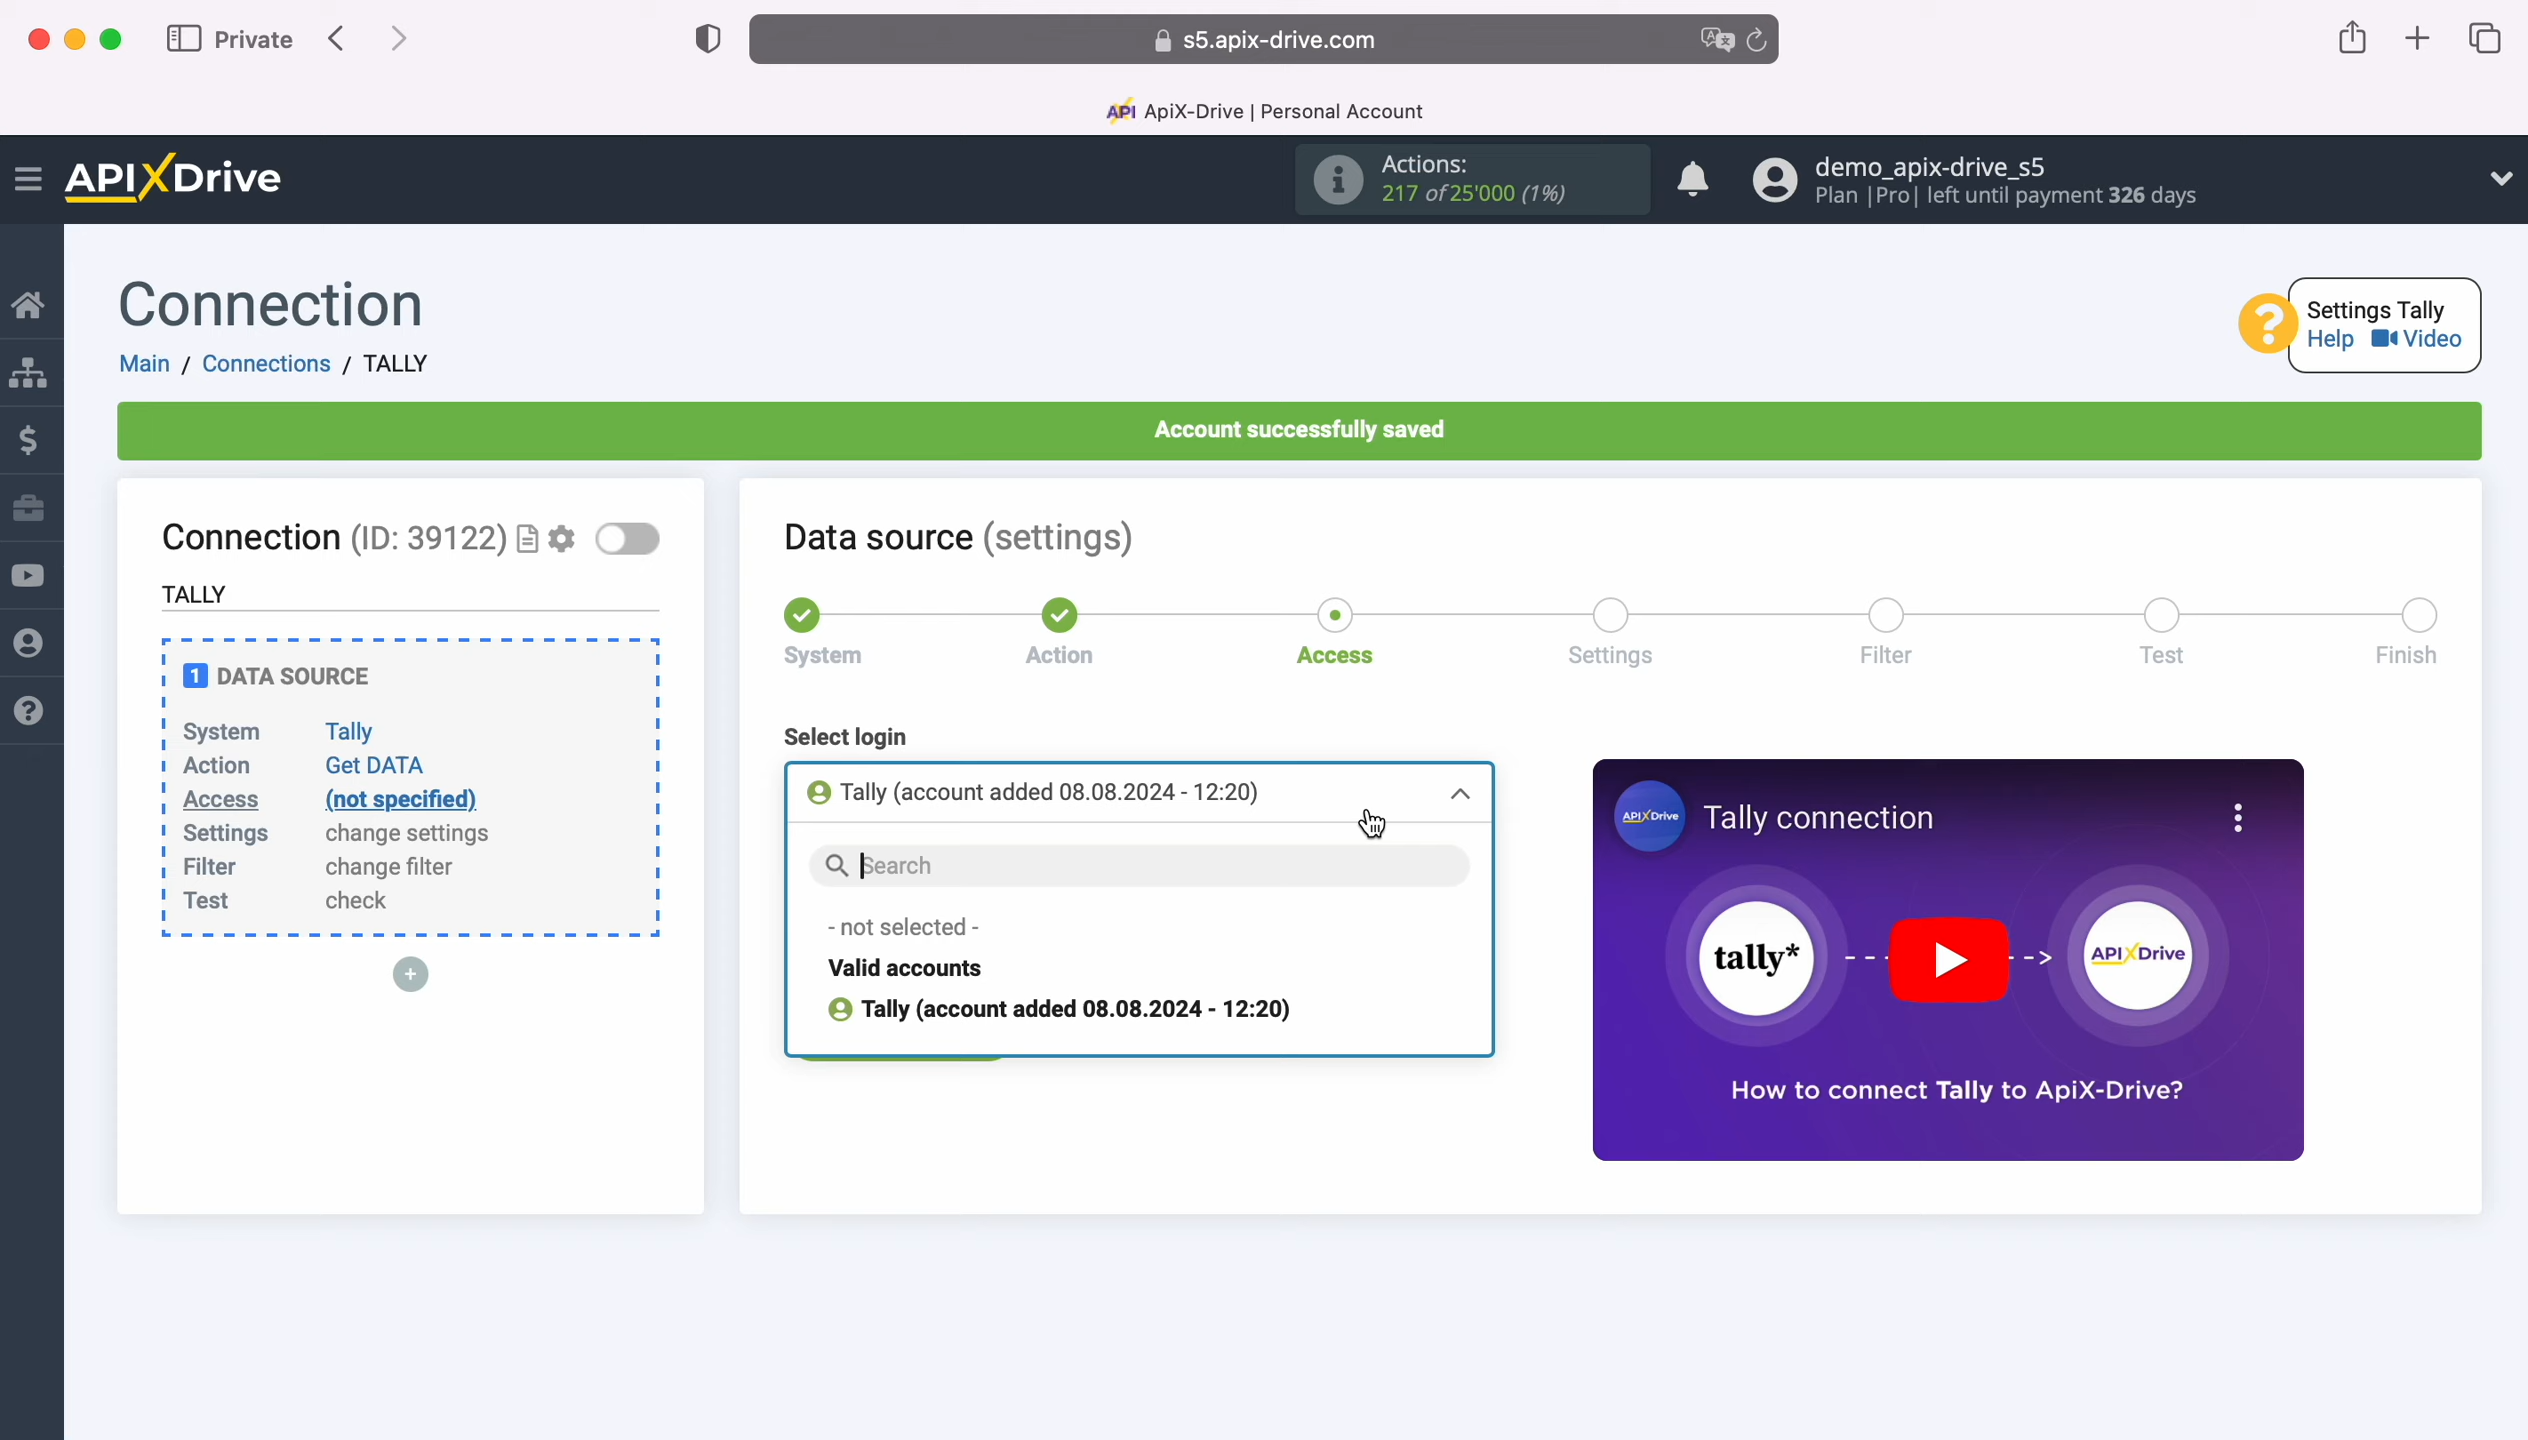 Private
s5.apix-drive.com
API ApiX-Drive | Personal Account
APIXDrive
Actions:
217 of 25'000 (1%)
demo_apix-drive_s5
Plan |Pro| left until payment 326 days
Connection
Main / Connections / TALLY
Settings Tally
Help Video
Account successfully saved
Connection (ID: 39122)
TALLY
1 DATA SOURCE
System Tally
Action Get DATA
Access (not specified)
Settings change settings
Filter change filter
Test check
Data source (settings)
System Action Access Settings Filter Test Finish
Select login
Tally (account added 08.08.2024 - 12:20)
Search
- not selected -
Valid accounts
Tally (account added 08.08.2024 - 12:20)
APIXDrive Tally connection
tally* APIXDrive
How to connect Tally to ApiX-Drive?